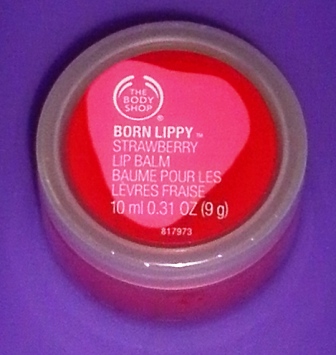 THE
BODY
SHOP
BORN LIPPY™
STRAWBERRY
LIP BALM
BAUME POUR LES
LÈVRES FRAISE
10 ml 0.31 OZ (9 g)
817973